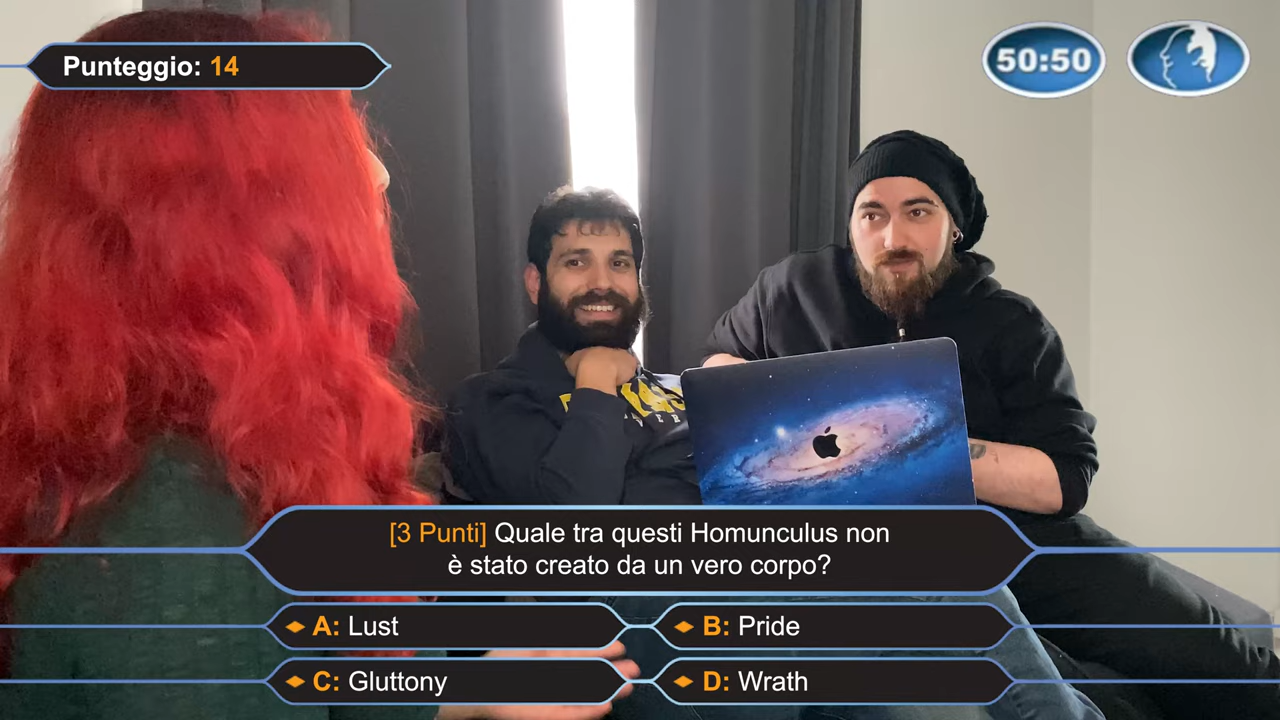 Punteggio: 14
50:50
[3 Punti] Quale tra questi Homunculus non
è stato creato da un vero corpo?
A: Lust
B: Pride
C: Gluttony
D: Wrath